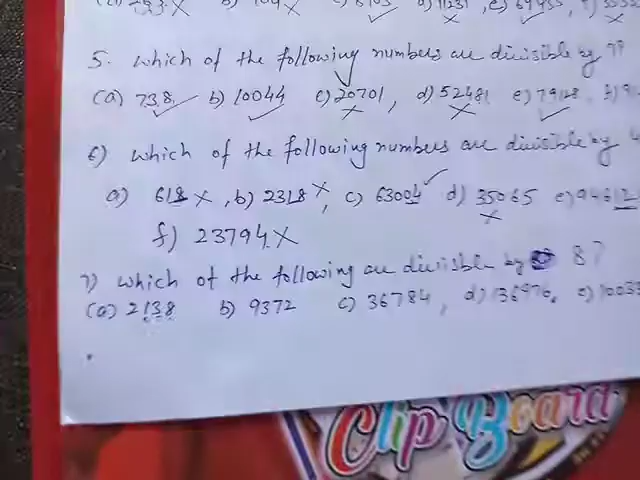 5. which of the following numbers are divisible by
(a) 738 b) 10044 c) 20701, d) 52481 e) 79128
6) which of the following numbers are divisible by
a) 618 x, b) 2318 x, c) 63004 ✓ d) 35065 e) 94612
f) 23794 x
7) which of the following are divisible by 8?
(a) 2138 b) 9372 c) 36784, d) 136976, e) 10033
Clip Board